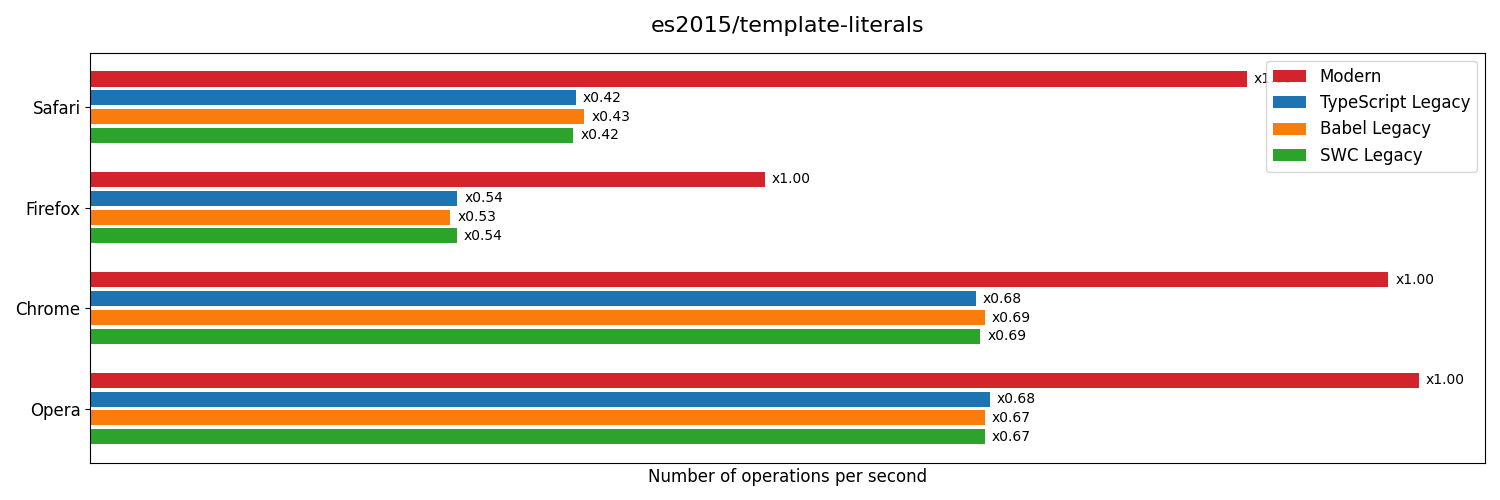 es2015/template-literals
Modern
TypeScript Legacy
Babel Legacy
SWC Legacy
Safari
x0.42
x0.43
x0.42
Firefox
x1.00
x0.54
x0.53
x0.54
Chrome
x1.00
x0.68
x0.69
x0.69
Opera
x1.00
x0.68
x0.67
x0.67
Number of operations per second